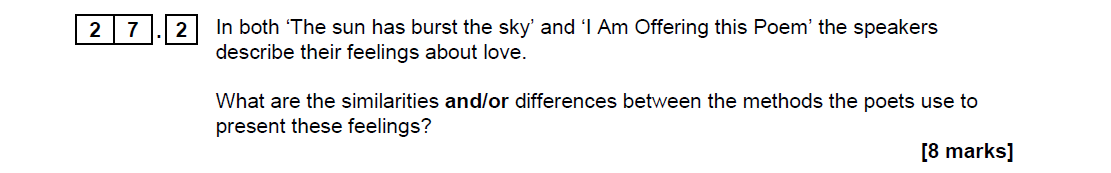 27.2 In both ‘The sun has burst the sky’ and ‘I Am Offering this Poem’ the speakers
describe their feelings about love.
What are the similarities and/or differences between the methods the poets use to
present these feelings?
[8 marks]